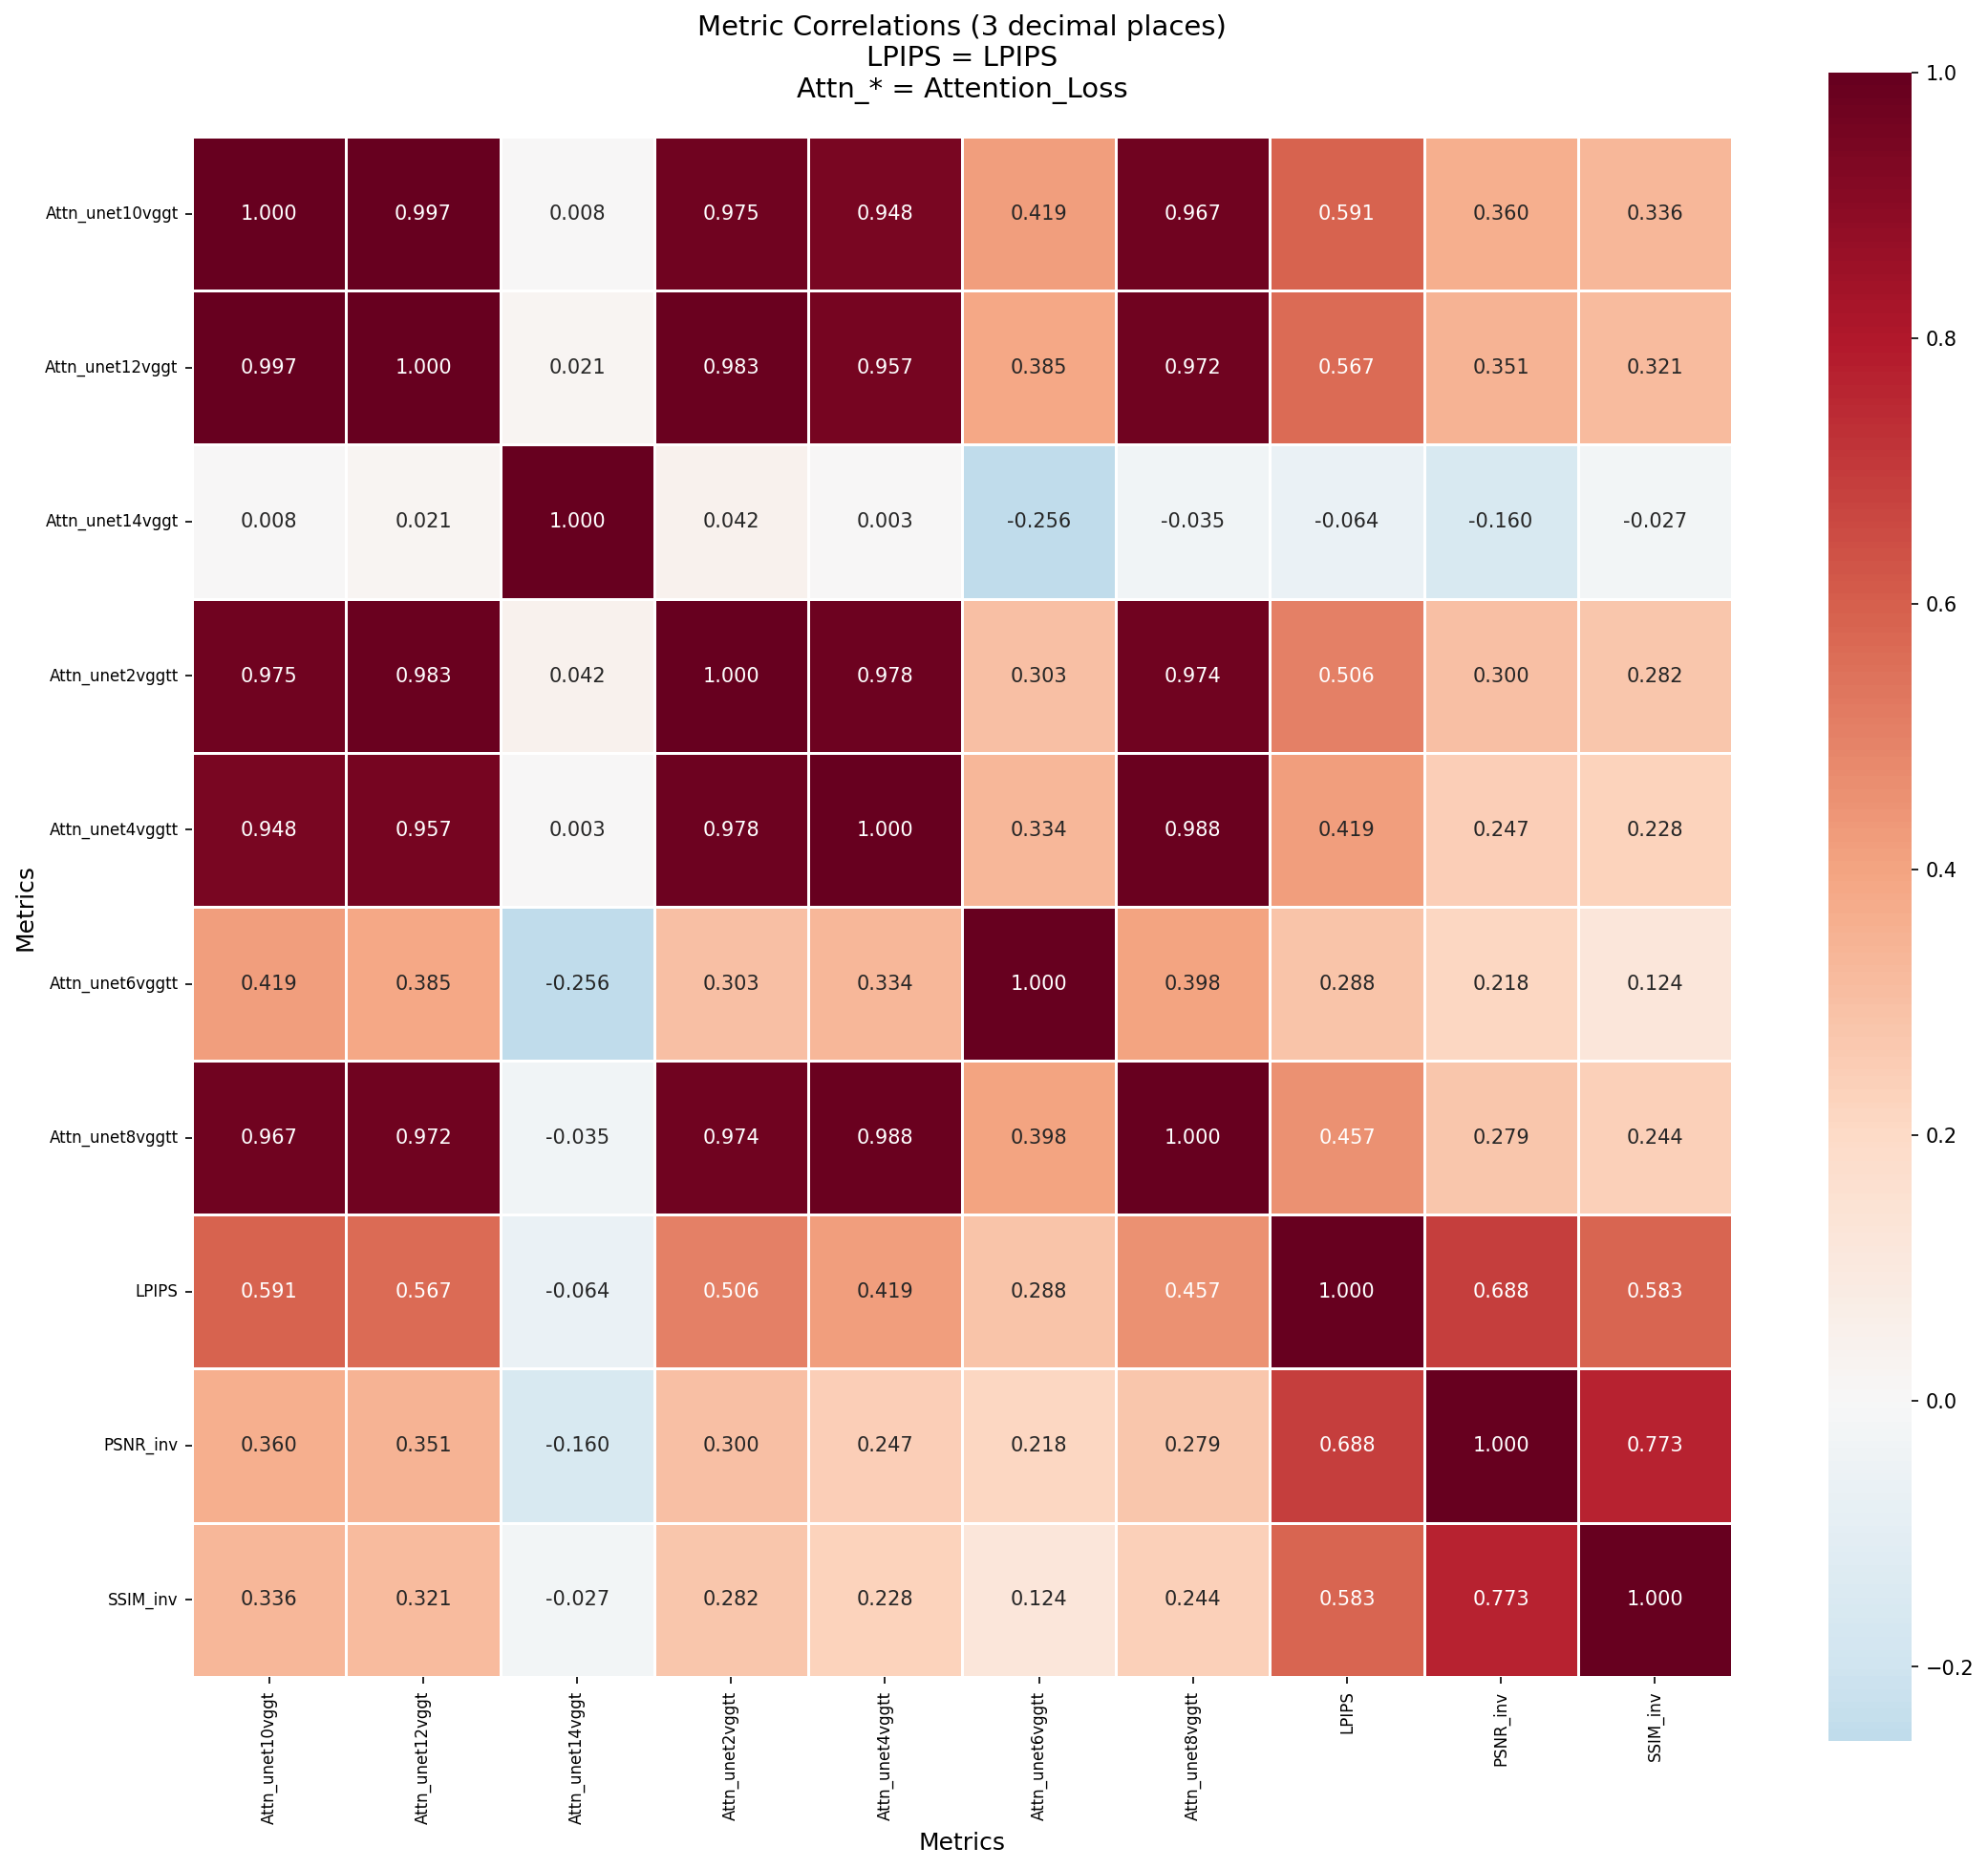 Metric Correlations (3 decimal places)
LPIPS = LPIPS
Attn_* = Attention_Loss
Metrics
Attn_unet10vggt 1.000 0.997 0.008 0.975 0.948 0.419 0.967 0.591 0.360 0.336
Attn_unet12vggt 0.997 1.000 0.021 0.983 0.957 0.385 0.972 0.567 0.351 0.321
Attn_unet14vggt 0.008 0.021 1.000 0.042 0.003 -0.256 -0.035 -0.064 -0.160 -0.027
Attn_unet2vggtt 0.975 0.983 0.042 1.000 0.978 0.303 0.974 0.506 0.300 0.282
Attn_unet4vggtt 0.948 0.957 0.003 0.978 1.000 0.334 0.988 0.419 0.247 0.228
Attn_unet6vggtt 0.419 0.385 -0.256 0.303 0.334 1.000 0.398 0.288 0.218 0.124
Attn_unet8vggtt 0.967 0.972 -0.035 0.974 0.988 0.398 1.000 0.457 0.279 0.244
LPIPS 0.591 0.567 -0.064 0.506 0.419 0.288 0.457 1.000 0.688 0.583
PSNR_inv 0.360 0.351 -0.160 0.300 0.247 0.218 0.279 0.688 1.000 0.773
SSIM_inv 0.336 0.321 -0.027 0.282 0.228 0.124 0.244 0.583 0.773 1.000
Attn_unet10vggt
Attn_unet12vggt
Attn_unet14vggt
Attn_unet2vggtt
Attn_unet4vggtt
Attn_unet6vggtt
Attn_unet8vggtt
LPIPS
PSNR_inv
SSIM_inv
Metrics
1.0
0.8
0.6
0.4
0.2
0.0
−0.2